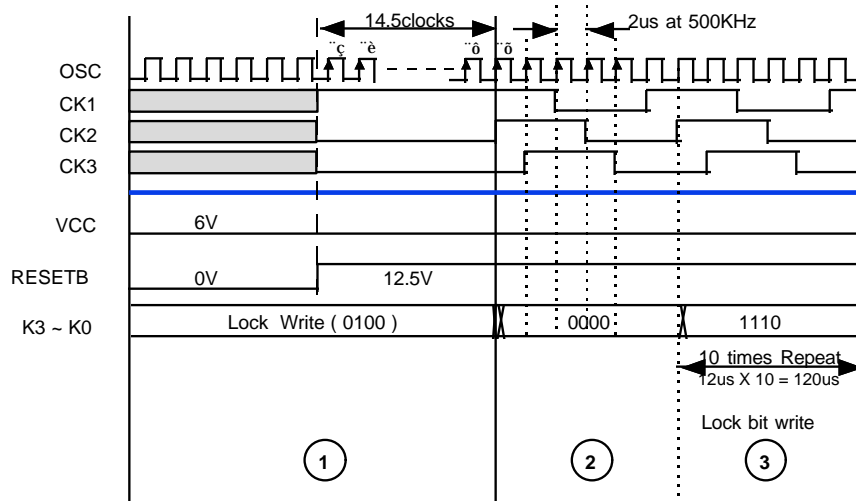 14.5clocks
2us at 500KHz
¨ç ¨è ¨ô ¨õ
OSC
CK1
CK2
CK3
VCC 6V
RESETB 0V 12.5V
K3 ~ K0 Lock Write ( 0100 ) 0000 1110
10 times Repeat
12us X 10 = 120us
Lock bit write
1 2 3